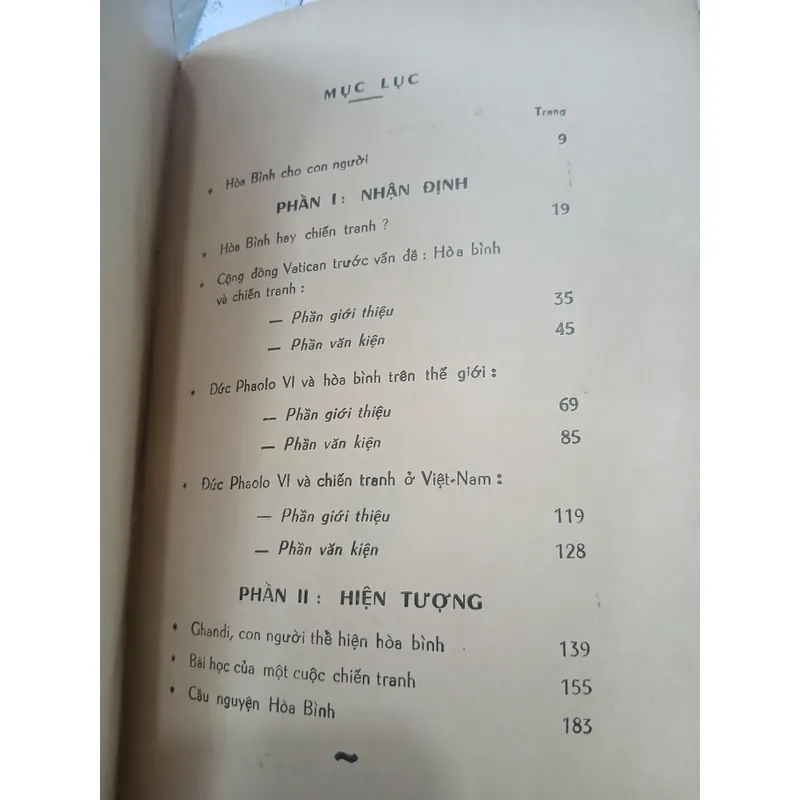 MỤC LỤC
Trang
* Hòa Bình cho con người 9
PHẦN I : NHẬN ĐỊNH
* Hòa Bình hay chiến tranh ? 19
* Cộng đồng Vatican trước vấn đề : Hòa bình
và chiến tranh :
— Phần giới thiệu 35
— Phần văn kiện 45
* Đức Phaolo VI và hòa bình trên thế giới :
— Phần giới thiệu 69
— Phần văn kiện 85
* Đức Phaolo VI và chiến tranh ở Việt-Nam :
— Phần giới thiệu 119
— Phần văn kiện 128
PHẦN II : HIỆN TƯỢNG
* Ghandi, con người thể hiện hòa bình 139
* Bài học của một cuộc chiến tranh 155
* Cầu nguyện Hòa Bình 183